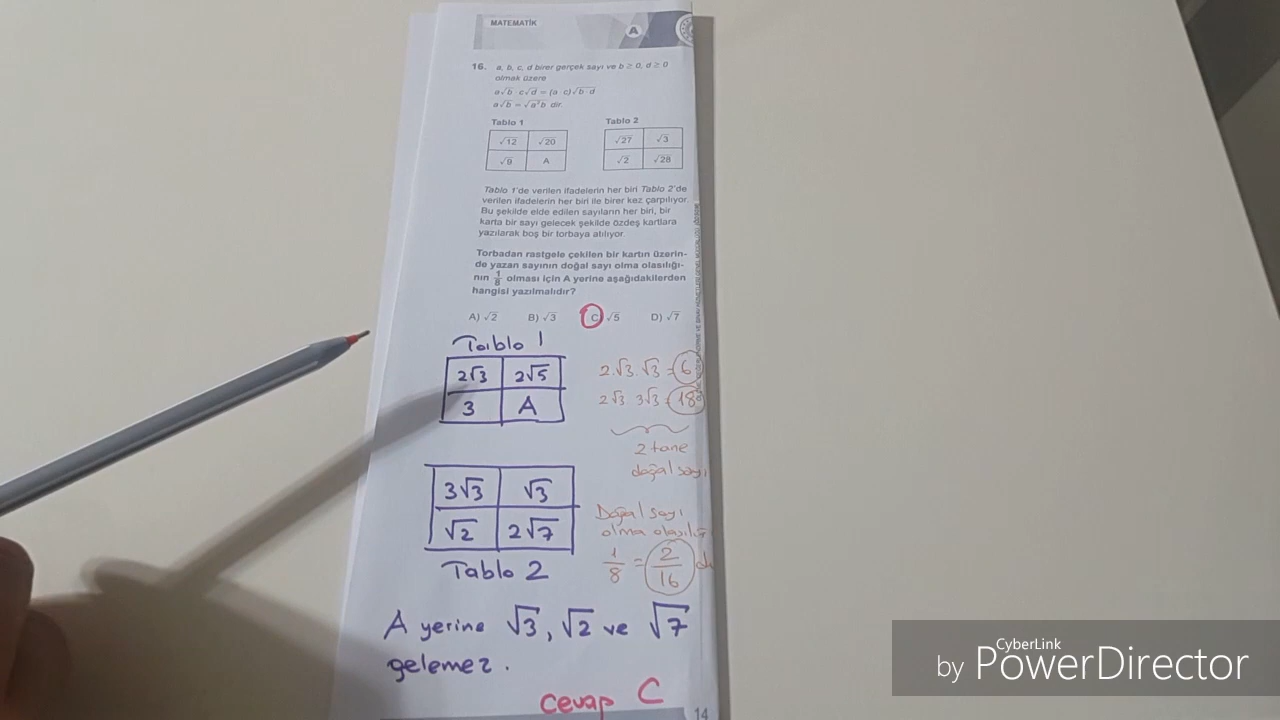 MATEMATİK
A
16. a, b, c, d birer gerçek sayı ve b ≥ 0, d ≥ 0
olmak üzere
a√b · c√d = (a · c)√b · d
a√b = √a²b dir.
Tablo 1
√12 √20
√9 A
Tablo 2
√27 √3
√2 √28
Tablo 1'de verilen ifadelerin her biri Tablo 2'de
verilen ifadelerin her biri ile birer kez çarpılıyor.
Bu şekilde elde edilen sayıların her biri, bir
karta bir sayı gelecek şekilde özdeş kartlara
yazılarak boş bir torbaya atılıyor.
Torbadan rastgele çekilen bir kartın üzerin-
de yazan sayının doğal sayı olma olasılığı-
nın 1/8 olması için A yerine aşağıdakilerden
hangisi yazılmalıdır?
A) √2 B) √3 C) √5 D) √7
Tablo 1
2√3 2√5
3 A
2.√3 √3 = 6
2√3 3√3 = 18
2 tane
doğal sayı
3√3 √3
√2 2√7
Tablo 2
Doğal sayı
olma olasılığı
1/8 = 2/16
A yerine √3, √2 ve √7
gelemez.
Cevap C
14
CyberLink
by PowerDirector